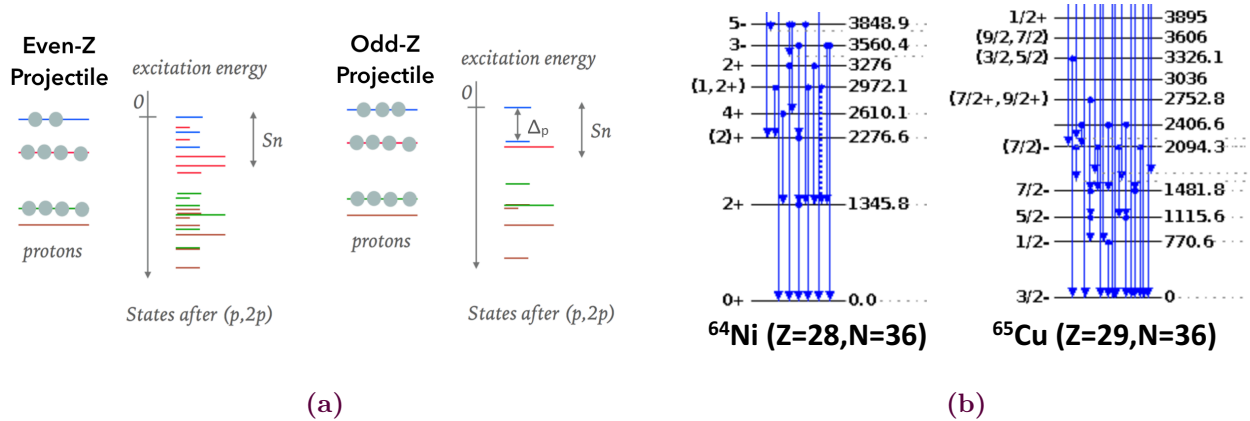 Even-Z
Projectile
excitation energy
0
Sn
protons
States after (p,2p)
Odd-Z
Projectile
excitation energy
0
Δp
Sn
protons
States after (p,2p)
5- 3848.9
3- 3560.4
2+ 3276
(1,2+) 2972.1
4+ 2610.1
(2)+ 2276.6
2+ 1345.8
0+ 0.0
64Ni (Z=28,N=36)
1/2+ 3895
(9/2,7/2) 3606
(3/2,5/2) 3326.1
3036
(7/2+,9/2+) 2752.8
2406.6
(7/2)- 2094.3
7/2- 1481.8
5/2- 1115.6
1/2- 770.6
3/2- 0
65Cu (Z=29,N=36)
(a)
(b)